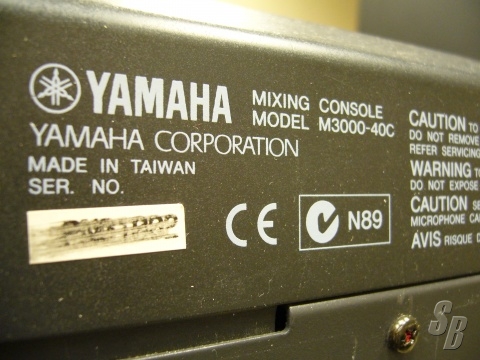 YAMAHA MIXING CONSOLE
MODEL M3000-40C
YAMAHA CORPORATION
MADE IN TAIWAN
SER. NO.
CE N89
CAUTION TO
DO NOT REMOVE
REFER SERVICING
WARNING
DO NOT EXPOSE
CAUTION
MICROPHONE
AVIS RISQUE
SB